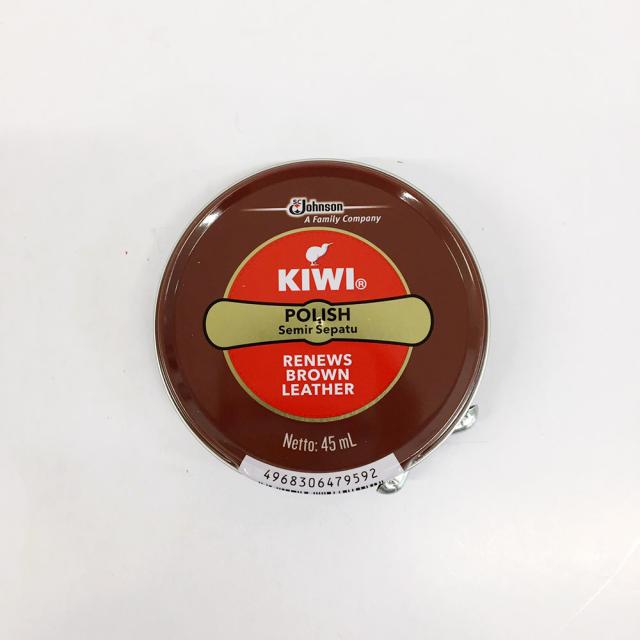 SC Johnson
A Family Company
KIWI®
POLISH
Semir Sepatu
RENEWS
BROWN
LEATHER
Netto: 45 mL
4968306479592